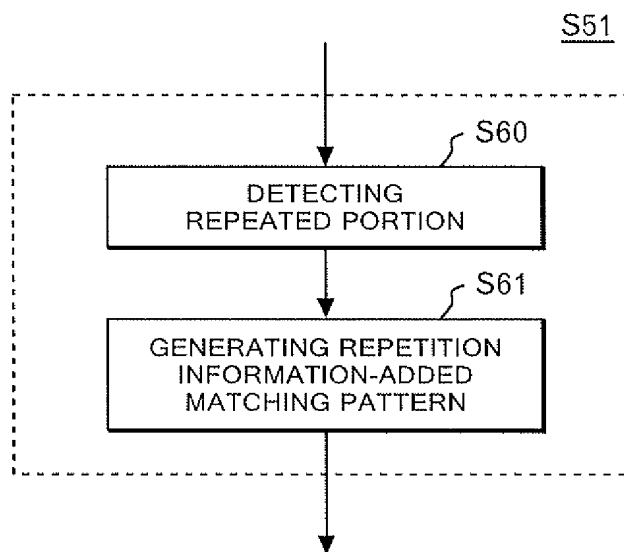 S51
S60
DETECTING
REPEATED PORTION
S61
GENERATING REPETITION
INFORMATION-ADDED
MATCHING PATTERN